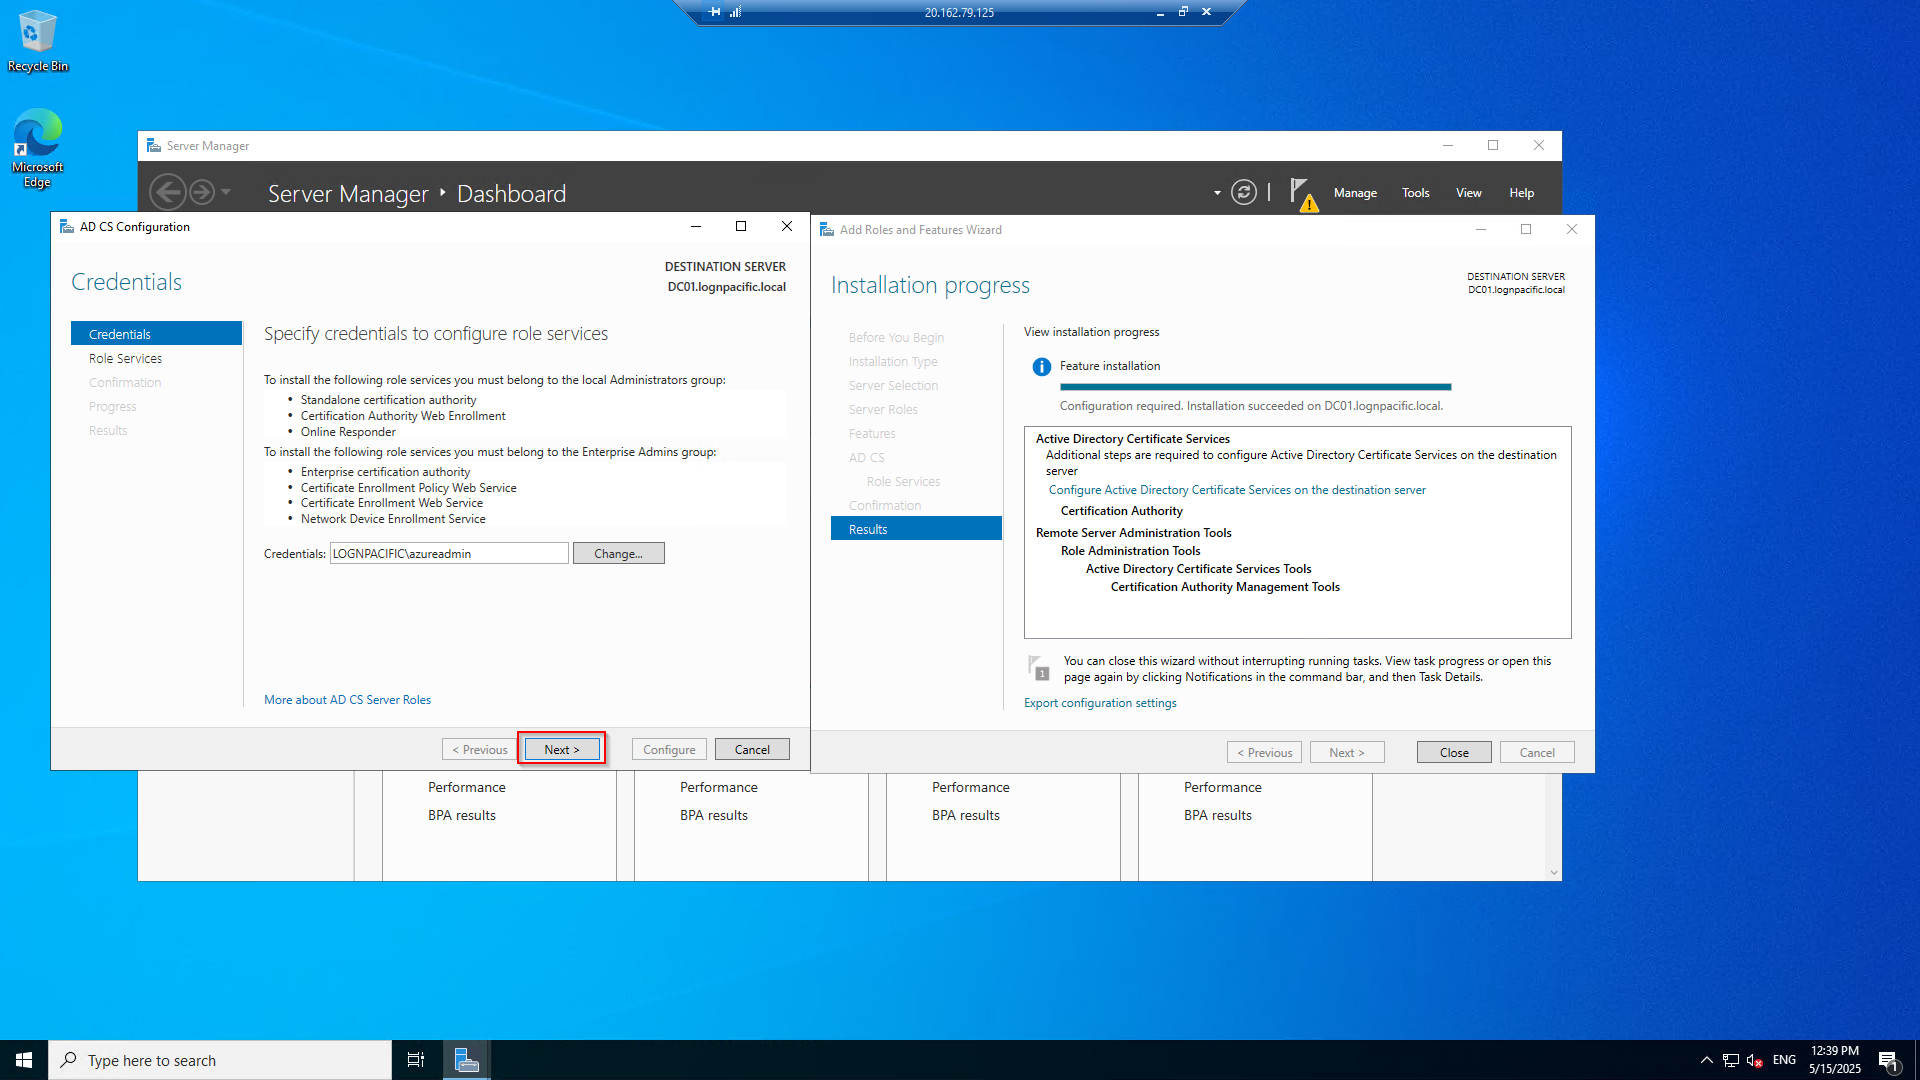 20.162.79.125
Recycle Bin
Microsoft
Edge
Server Manager
Server Manager
Dashboard
Manage
Tools
View
Help
AD CS Configuration
Credentials
DESTINATION SERVER
DC01.lognpacific.local
Credentials
Role Services
Confirmation
Progress
Results
Specify credentials to configure role services
To install the following role services you must belong to the local Administrators group:
• Standalone certification authority
• Certification Authority Web Enrollment
• Online Responder
To install the following role services you must belong to the Enterprise Admins group:
• Enterprise certification authority
• Certificate Enrollment Policy Web Service
• Certificate Enrollment Web Service
• Network Device Enrollment Service
Credentials: LOGNPACIFIC\azureadmin Change...
More about AD CS Server Roles
< Previous Next > Configure Cancel
Add Roles and Features Wizard
Installation progress
DESTINATION SERVER
DC01.lognpacific.local
Before You Begin
Installation Type
Server Selection
Server Roles
Features
AD CS
Role Services
Confirmation
Results
View installation progress
Feature installation
Configuration required. Installation succeeded on DC01.lognpacific.local.
Active Directory Certificate Services
Additional steps are required to configure Active Directory Certificate Services on the destination
server
Configure Active Directory Certificate Services on the destination server
Certification Authority
Remote Server Administration Tools
Role Administration Tools
Active Directory Certificate Services Tools
Certification Authority Management Tools
1
You can close this wizard without interrupting running tasks. View task progress or open this
page again by clicking Notifications in the command bar, and then Task Details.
Export configuration settings
< Previous Next > Close Cancel
Performance Performance Performance Performance
BPA results BPA results BPA results BPA results
Type here to search
ENG
12:39 PM
5/15/2025
1